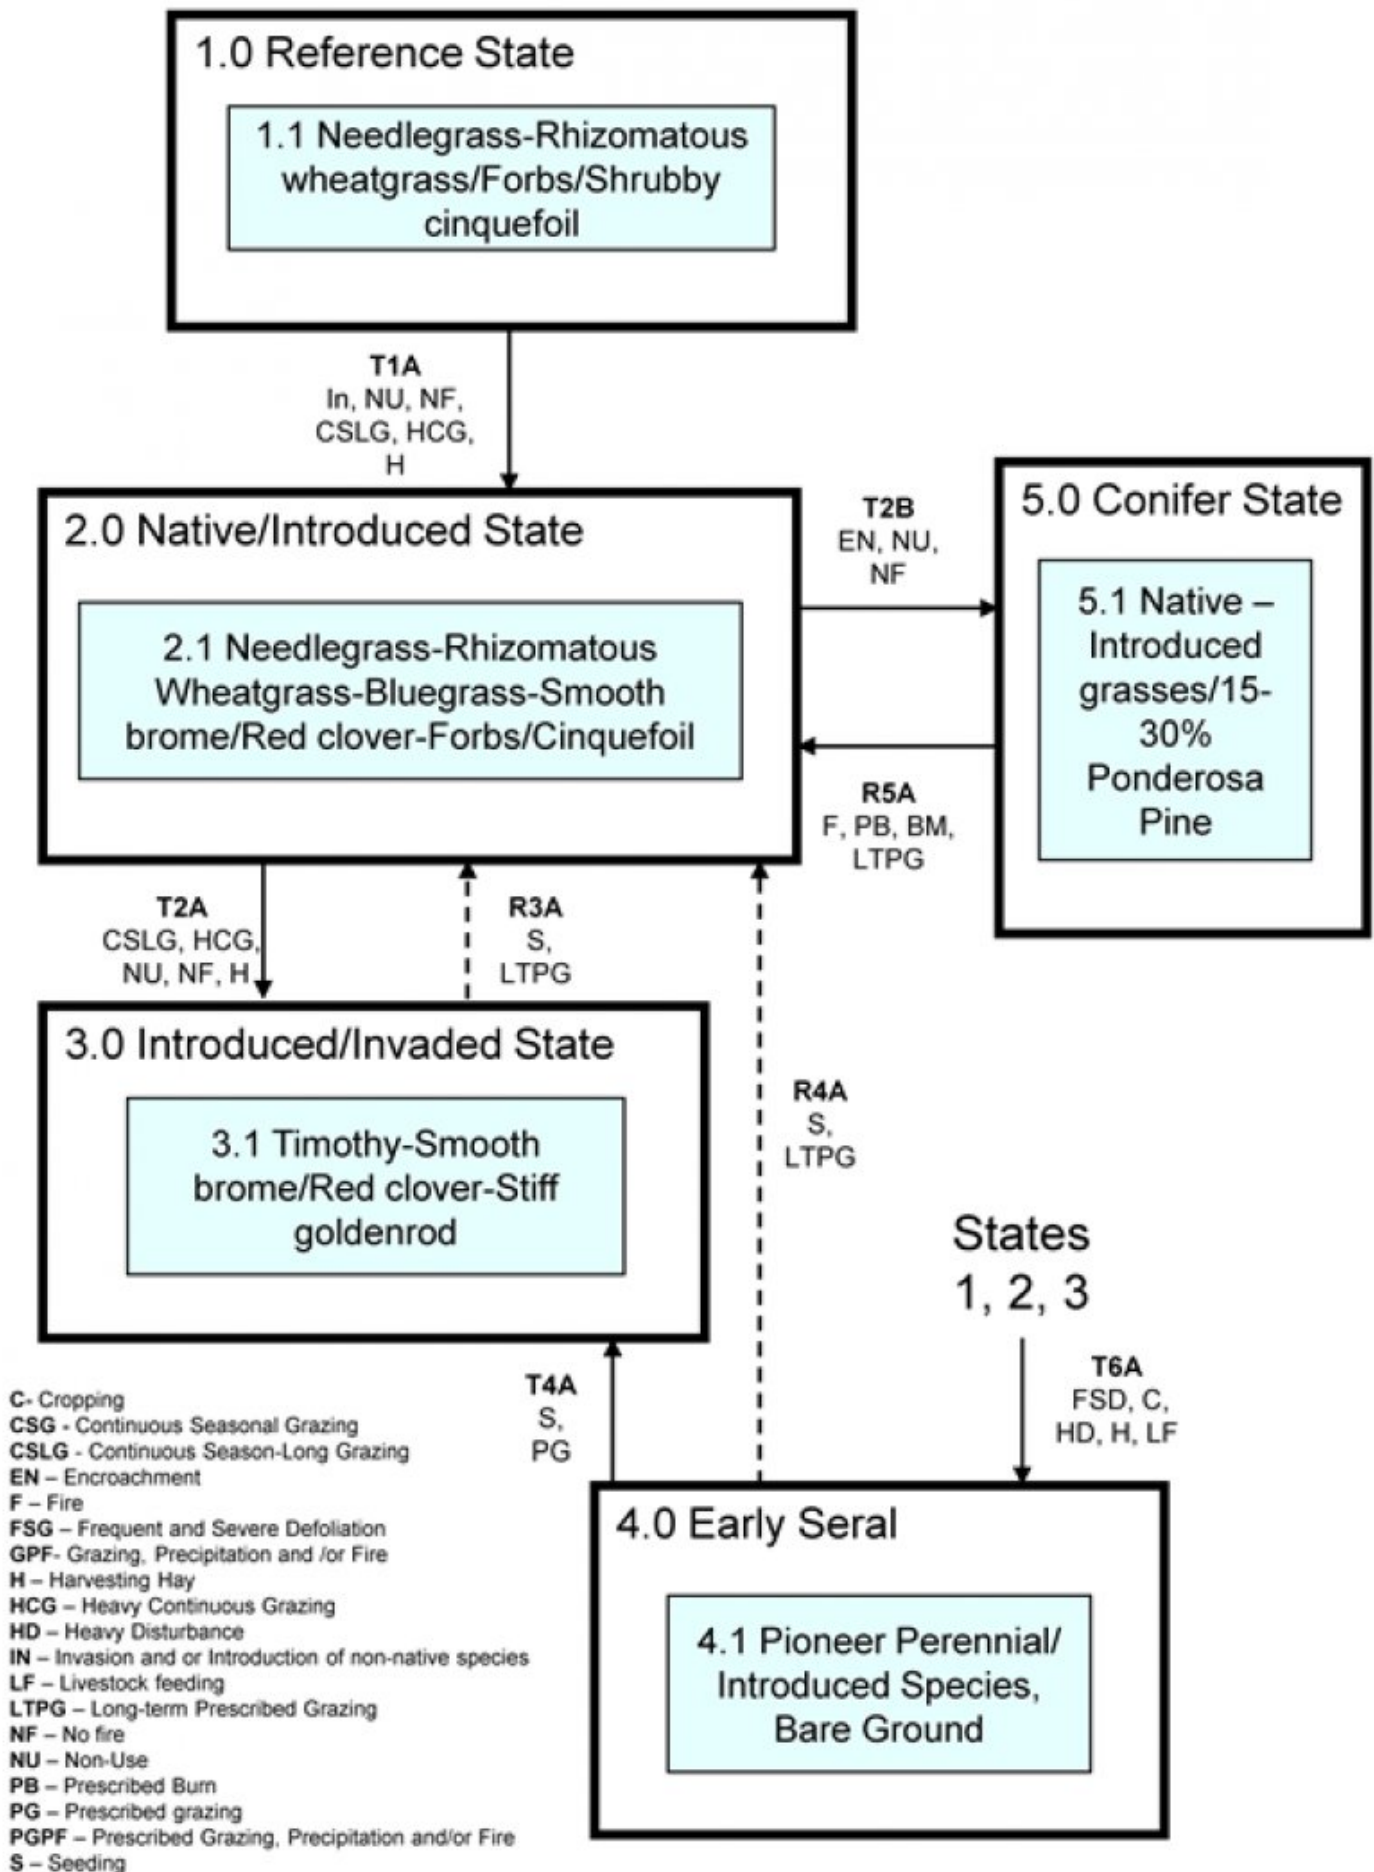 1.0 Reference State
1.1 Needlegrass-Rhizomatous
wheatgrass/Forbs/Shrubby
cinquefoil
T1A
In, NU, NF,
CSLG, HCG,
H
2.0 Native/Introduced State
2.1 Needlegrass-Rhizomatous
Wheatgrass-Bluegrass-Smooth
brome/Red clover-Forbs/Cinquefoil
T2B
EN, NU,
NF
5.0 Conifer State
5.1 Native –
Introduced
grasses/15-
30%
Ponderosa
Pine
R5A
F, PB, BM,
LTPG
T2A
CSLG, HCG,
NU, NF, H
R3A
S,
LTPG
3.0 Introduced/Invaded State
3.1 Timothy-Smooth
brome/Red clover-Stiff
goldenrod
R4A
S,
LTPG
States
1, 2, 3
T6A
FSD, C,
HD, H, LF
T4A
S,
PG
4.0 Early Seral
4.1 Pioneer Perennial/
Introduced Species,
Bare Ground
C- Cropping
CSG - Continuous Seasonal Grazing
CSLG - Continuous Season-Long Grazing
EN – Encroachment
F – Fire
FSG – Frequent and Severe Defoliation
GPF- Grazing, Precipitation and /or Fire
H – Harvesting Hay
HCG – Heavy Continuous Grazing
HD – Heavy Disturbance
IN – Invasion and or Introduction of non-native species
LF – Livestock feeding
LTPG – Long-term Prescribed Grazing
NF – No fire
NU – Non-Use
PB – Prescribed Burn
PG – Prescribed grazing
PGPF – Prescribed Grazing, Precipitation and/or Fire
S – Seeding